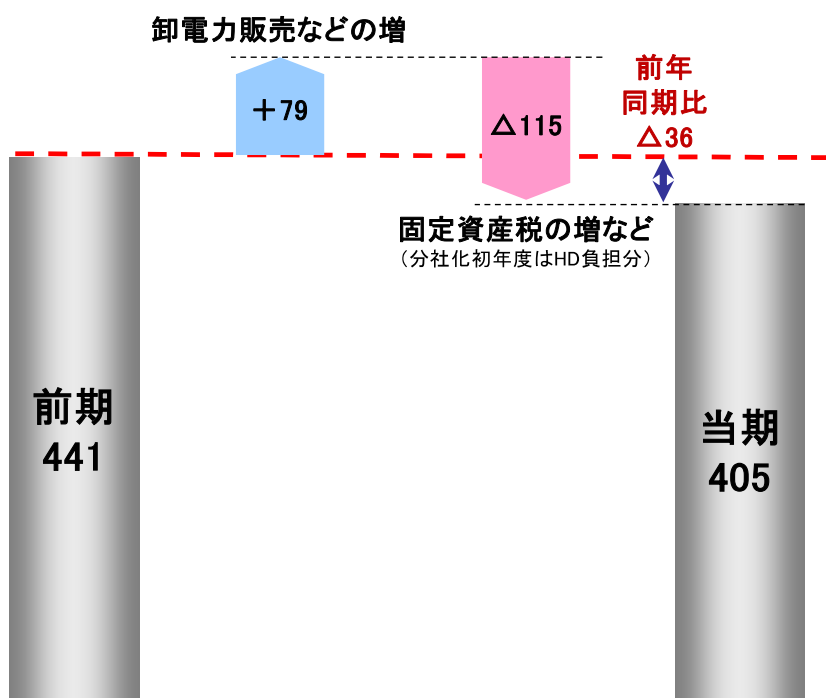 卸電力販売などの増
＋79
△115
前年
同期比
△36
固定資産税の増など
（分社化初年度はHD負担分）
前期
441
当期
405